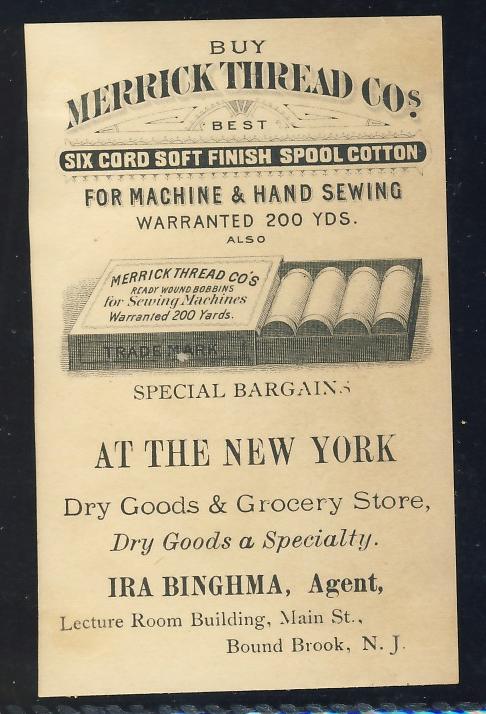 BUY
MERRICK THREAD COS.
BEST
SIX CORD SOFT FINISH SPOOL COTTON
FOR MACHINE & HAND SEWING
WARRANTED 200 YDS.
ALSO
MERRICK THREAD CO'S
READY WOUND BOBBINS
for Sewing Machines
Warranted 200 Yards.
TRADE MARK
SPECIAL BARGAINS
AT THE NEW YORK
Dry Goods & Grocery Store,
Dry Goods a Specialty.
IRA BINGHMA, Agent,
Lecture Room Building, Main St.,
Bound Brook, N. J.